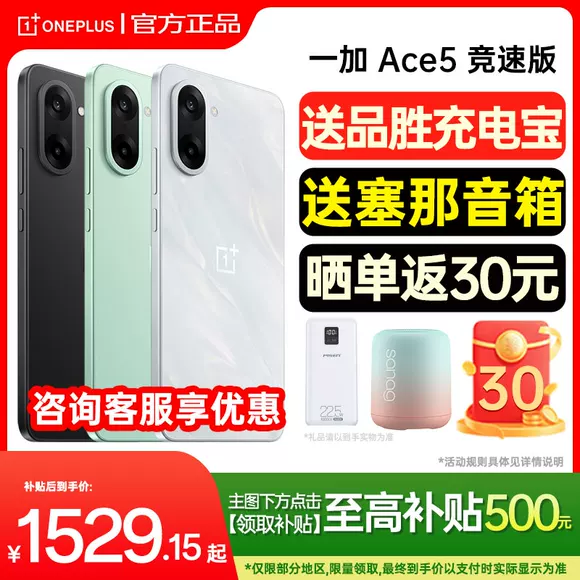 1+ ONEPLUS 官方正品
一加 Ace5 竞速版
送品胜充电宝
送塞那音箱
晒单返30元
1+
sanag
30
22.5
咨询客服享优惠
*礼品请以到手实物为准
*活动规则具体见详情说明
补贴后到手价:
¥1529.15起
主图下方点击
【领取补贴】
至高补贴500元
*仅限部分地区,限量领取,最终到手价以支付时实际显示为准